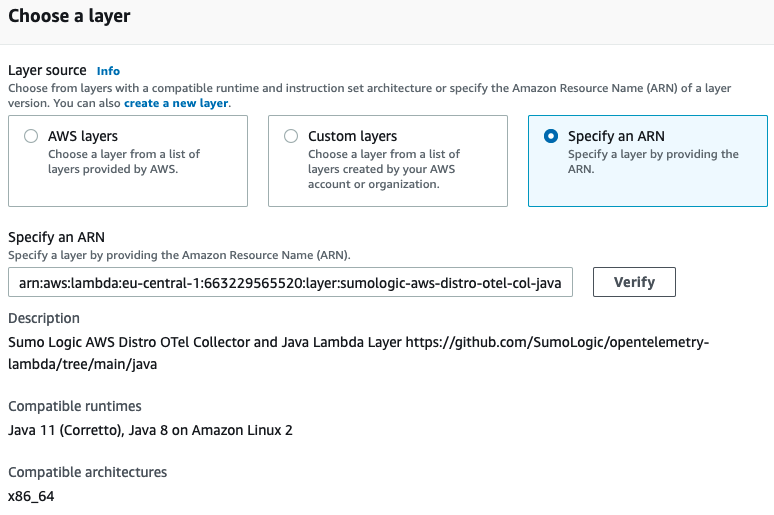 Choose a layer
Layer source Info
Choose from layers with a compatible runtime and instruction set architecture or specify the Amazon Resource Name (ARN) of a layer
version. You can also create a new layer.
AWS layers
Choose a layer from a list of
layers provided by AWS.
Custom layers
Choose a layer from a list of
layers created by your AWS
account or organization.
Specify an ARN
Specify a layer by providing the
ARN.
Specify an ARN
Specify a layer by providing the Amazon Resource Name (ARN).
arn:aws:lambda:eu-central-1:663229565520:layer:sumologic-aws-distro-otel-col-java
Verify
Description
Sumo Logic AWS Distro OTel Collector and Java Lambda Layer https://github.com/SumoLogic/opentelemetry-
lambda/tree/main/java
Compatible runtimes
Java 11 (Corretto), Java 8 on Amazon Linux 2
Compatible architectures
x86_64